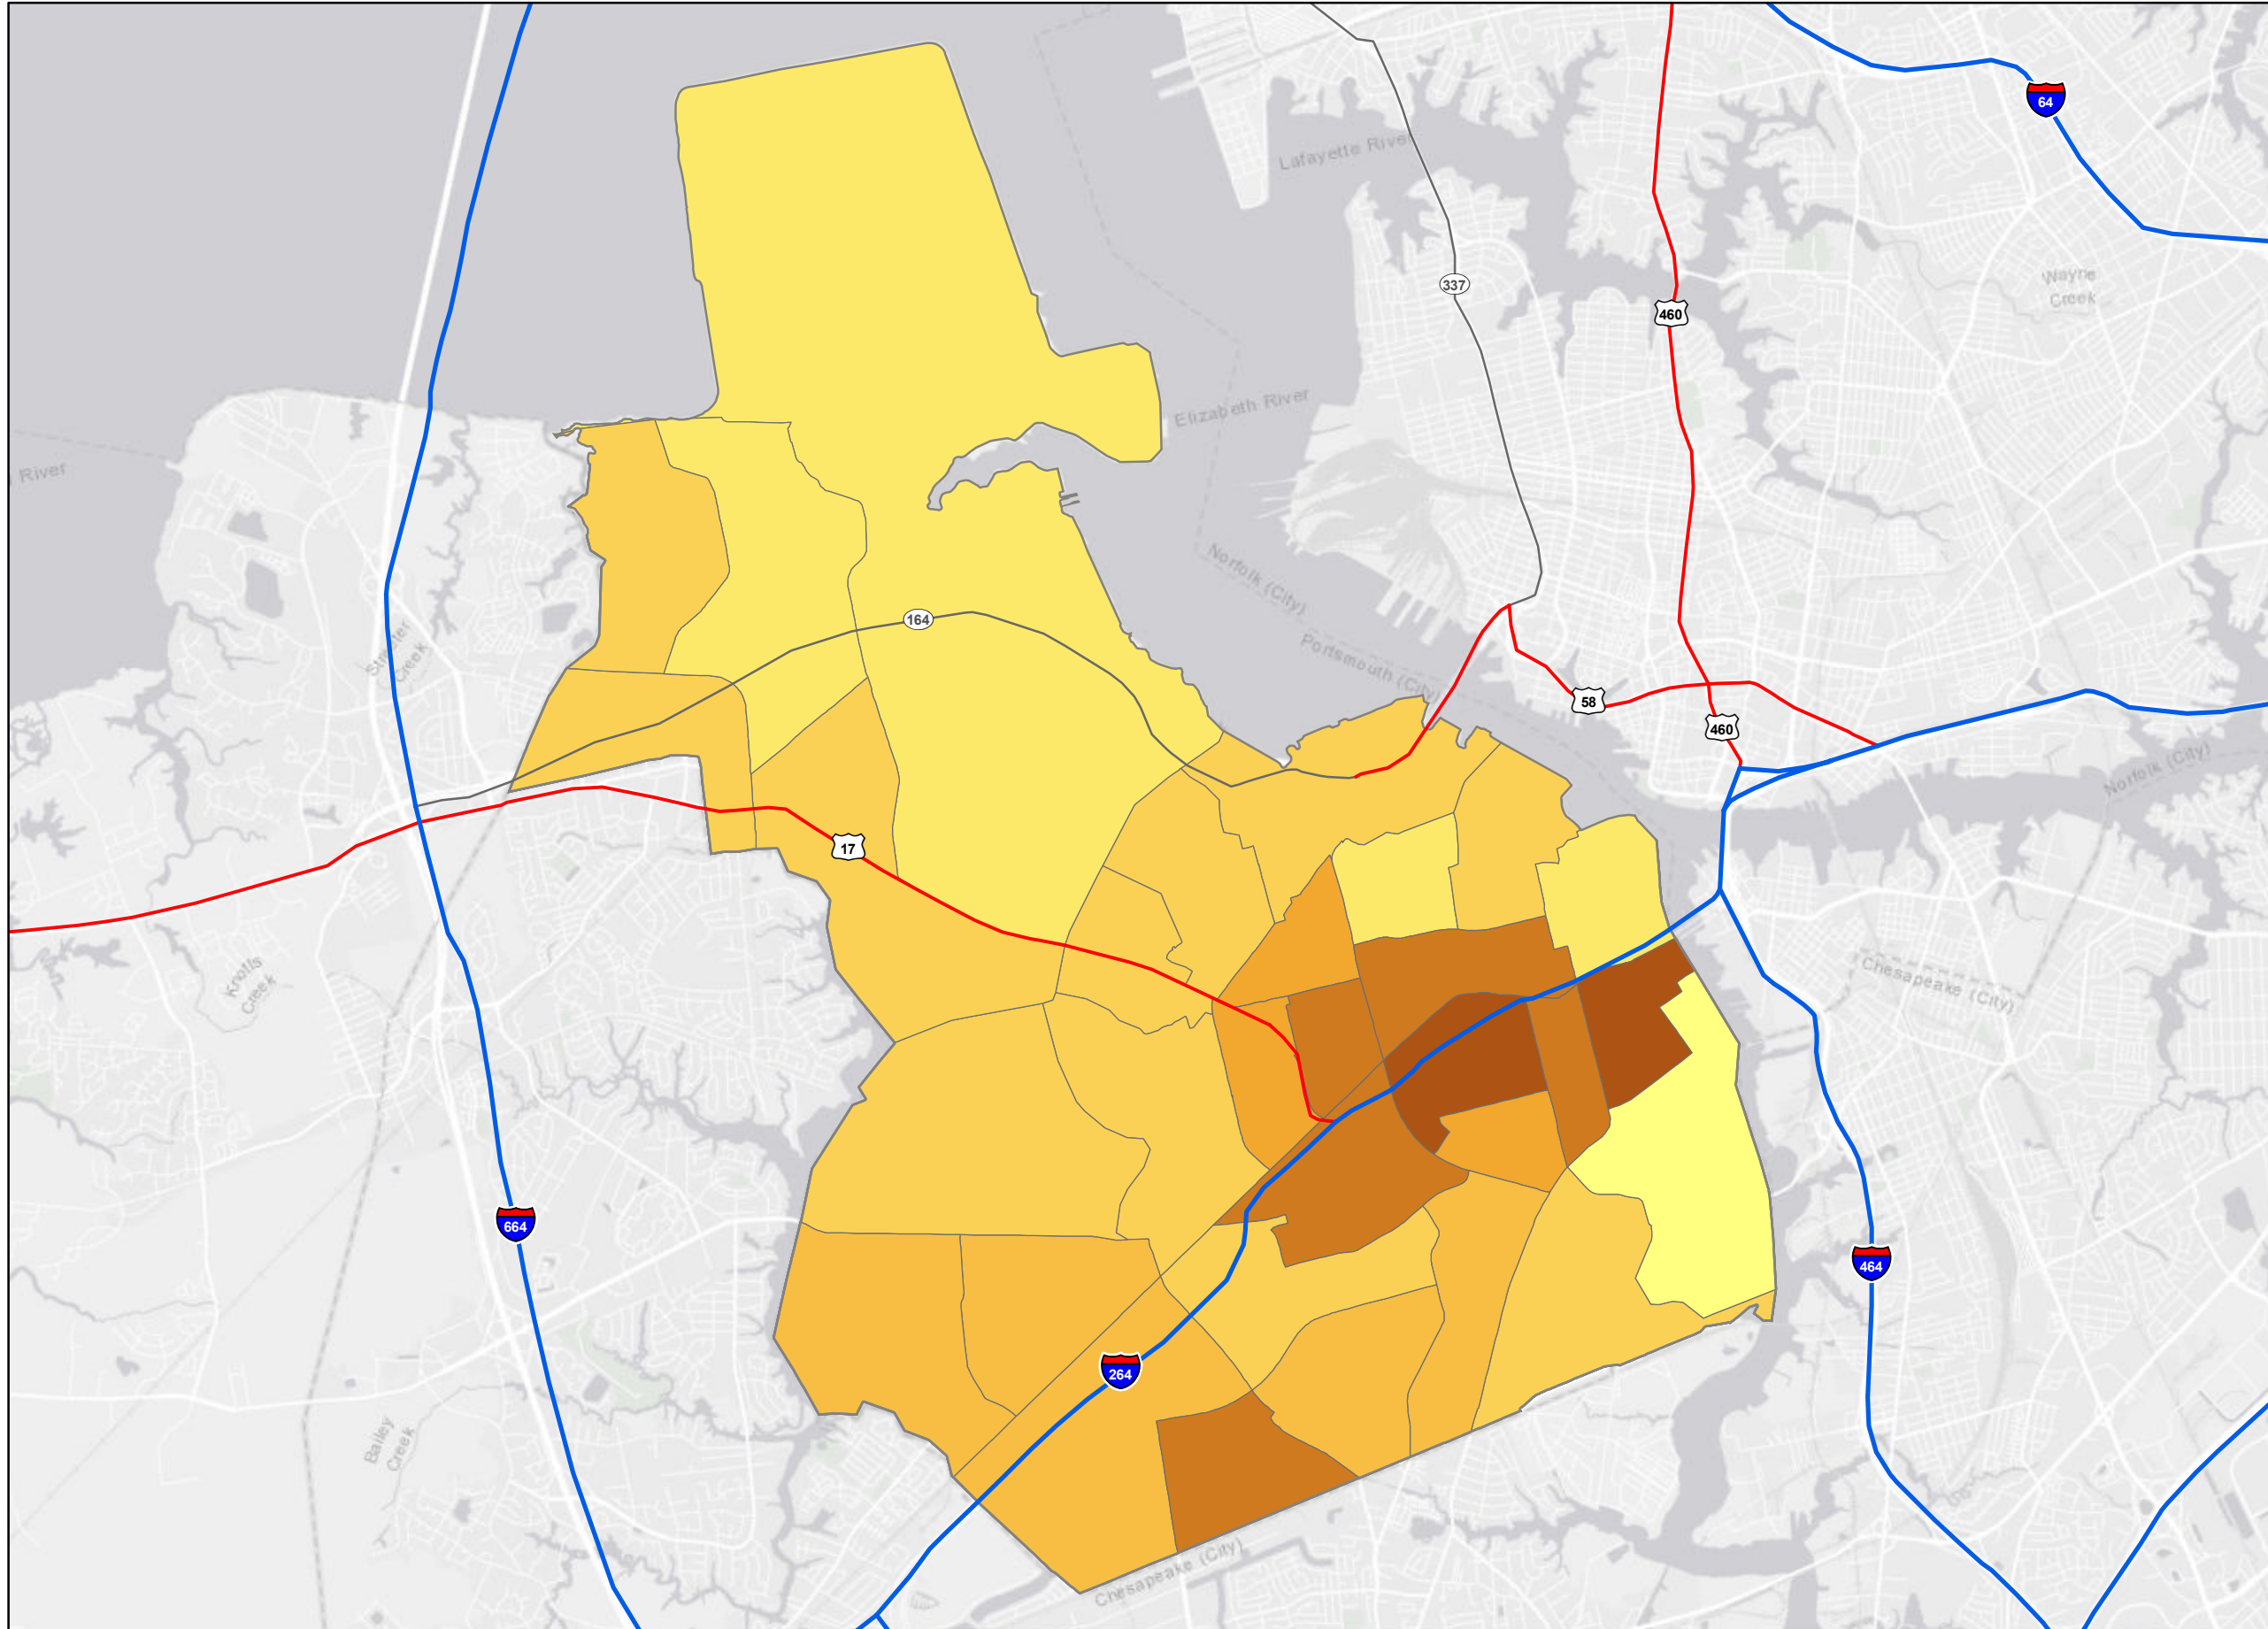 64
Lafayette River
Wayne
Creek
337
460
Elizabeth River
River
Norfolk (City)
164
Streeter
Creek
Portsmouth (City)
58
460
Norfolk (City)
17
Chesapeake (City)
Knotts
Creek
664
464
264
Bailey
Creek
Chesapeake (City)